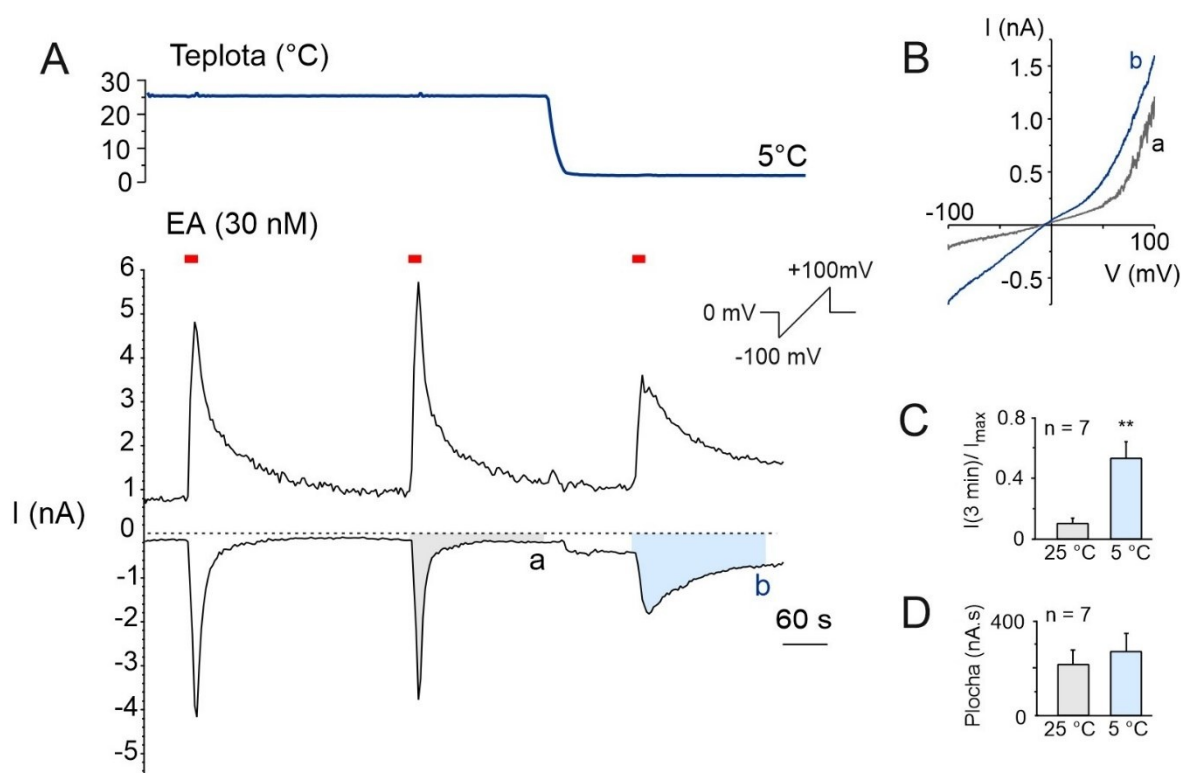 A
Teplota (°C)
30
20
10
0
5°C
EA (30 nM)
6
5
4
3
2
1
0
-1
-2
-3
-4
-5
I (nA)
+100mV
0 mV
-100 mV
a
b
60 s
B
I (nA)
b
1.5
1.0
a
0.5
-100
100
-0.5
V (mV)
C
I(3 min)/ Imax
0.8
0.4
0
n = 7
**
25 °C
5 °C
D
Plocha (nA.s)
400
0
n = 7
25 °C
5 °C